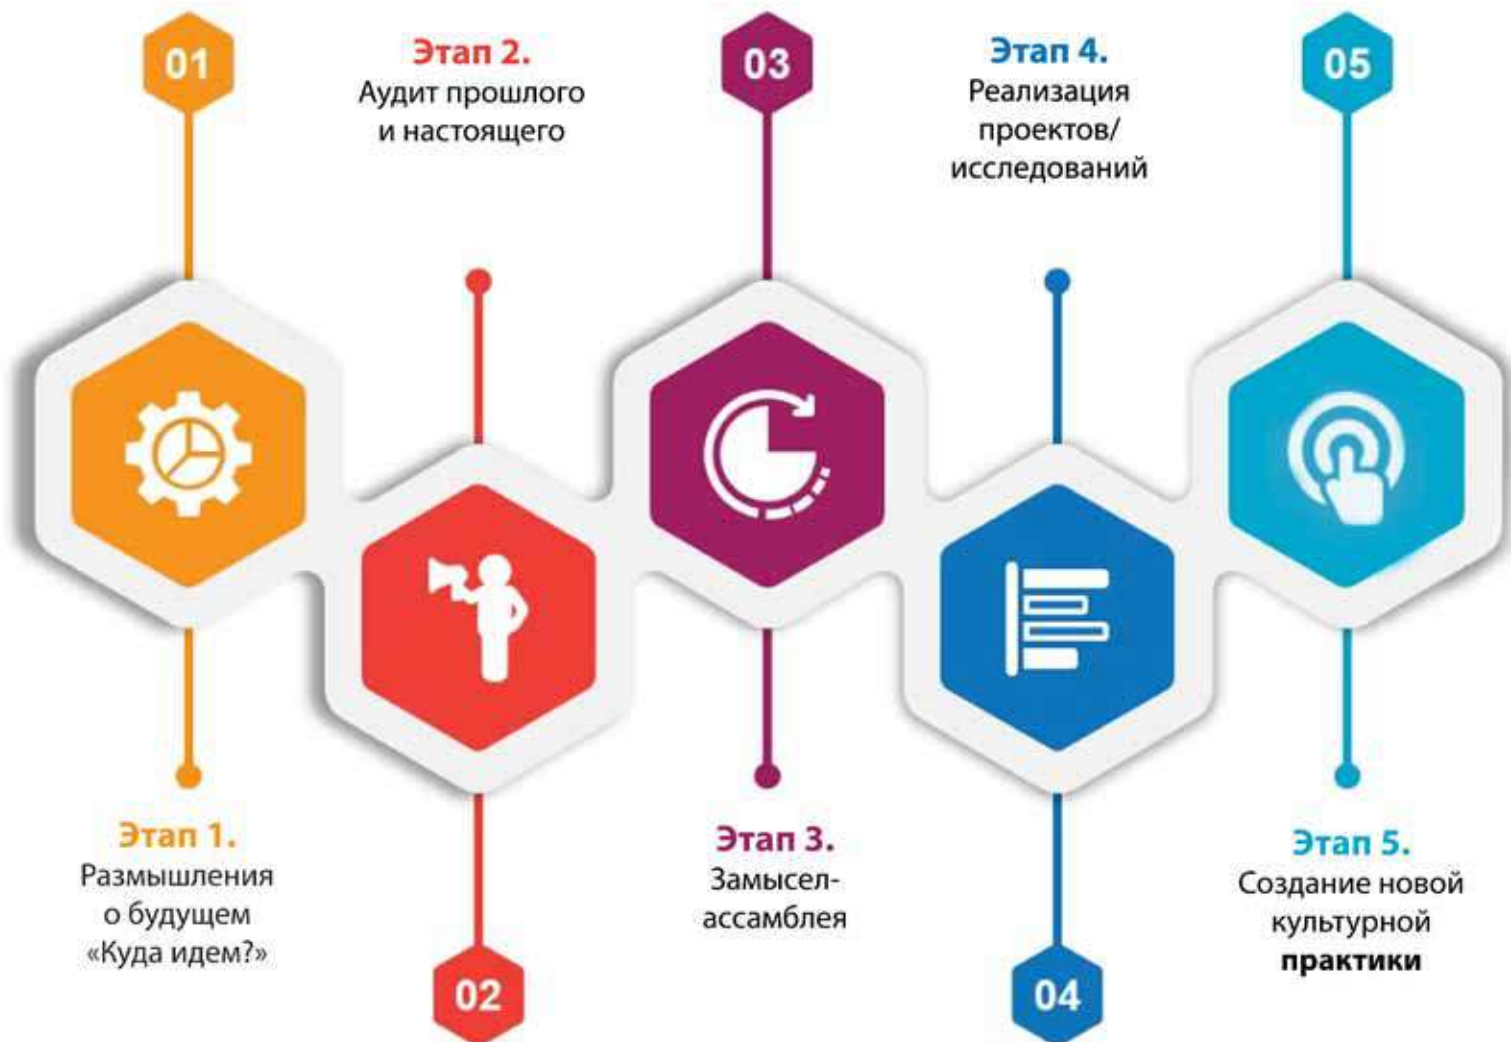 01
Этап 1.
Размышления
о будущем
«Куда идем?»
Этап 2.
Аудит прошлого
и настоящего
02
03
Этап 3.
Замысел-
ассамблея
Этап 4.
Реализация
проектов/
исследований
04
05
Этап 5.
Создание новой
культурной
практики